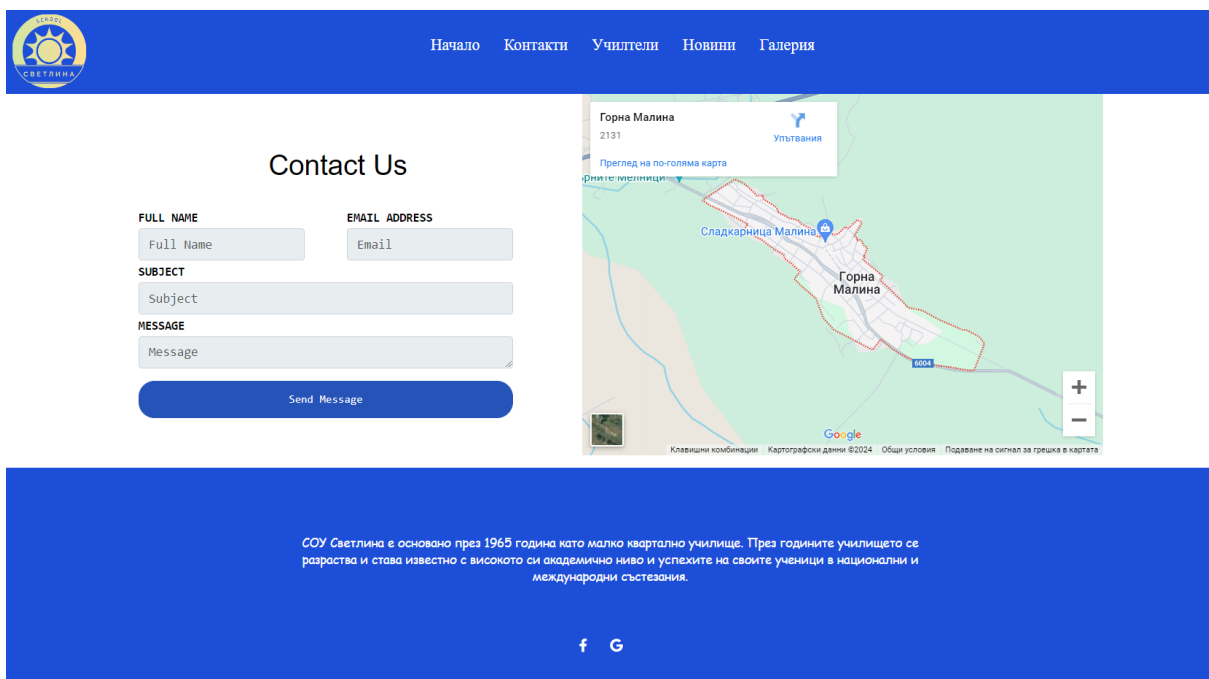 SCHOOL
СВЕТЛИНА
Начало Контакти Учиттели Новини Галерия
Contact Us
FULL NAME EMAIL ADDRESS
Full Name Email
SUBJECT
Subject
MESSAGE
Message
Send Message
Горна Малина
2131
Упътвания
Преглед на по-голяма карта
рните мелници
Сладкарница Малина
Горна
Малина
6004
Google
Клавишни комбинации Картографски данни ©2024 Общи условия Подаване на сигнал за грешка в картата
СОУ Светлина е основано през 1965 година като малко квартално училище. През годините училището се
разраства и става известно с високото си академично ниво и успехите на своите ученици в национални и
международни състезания.
f G